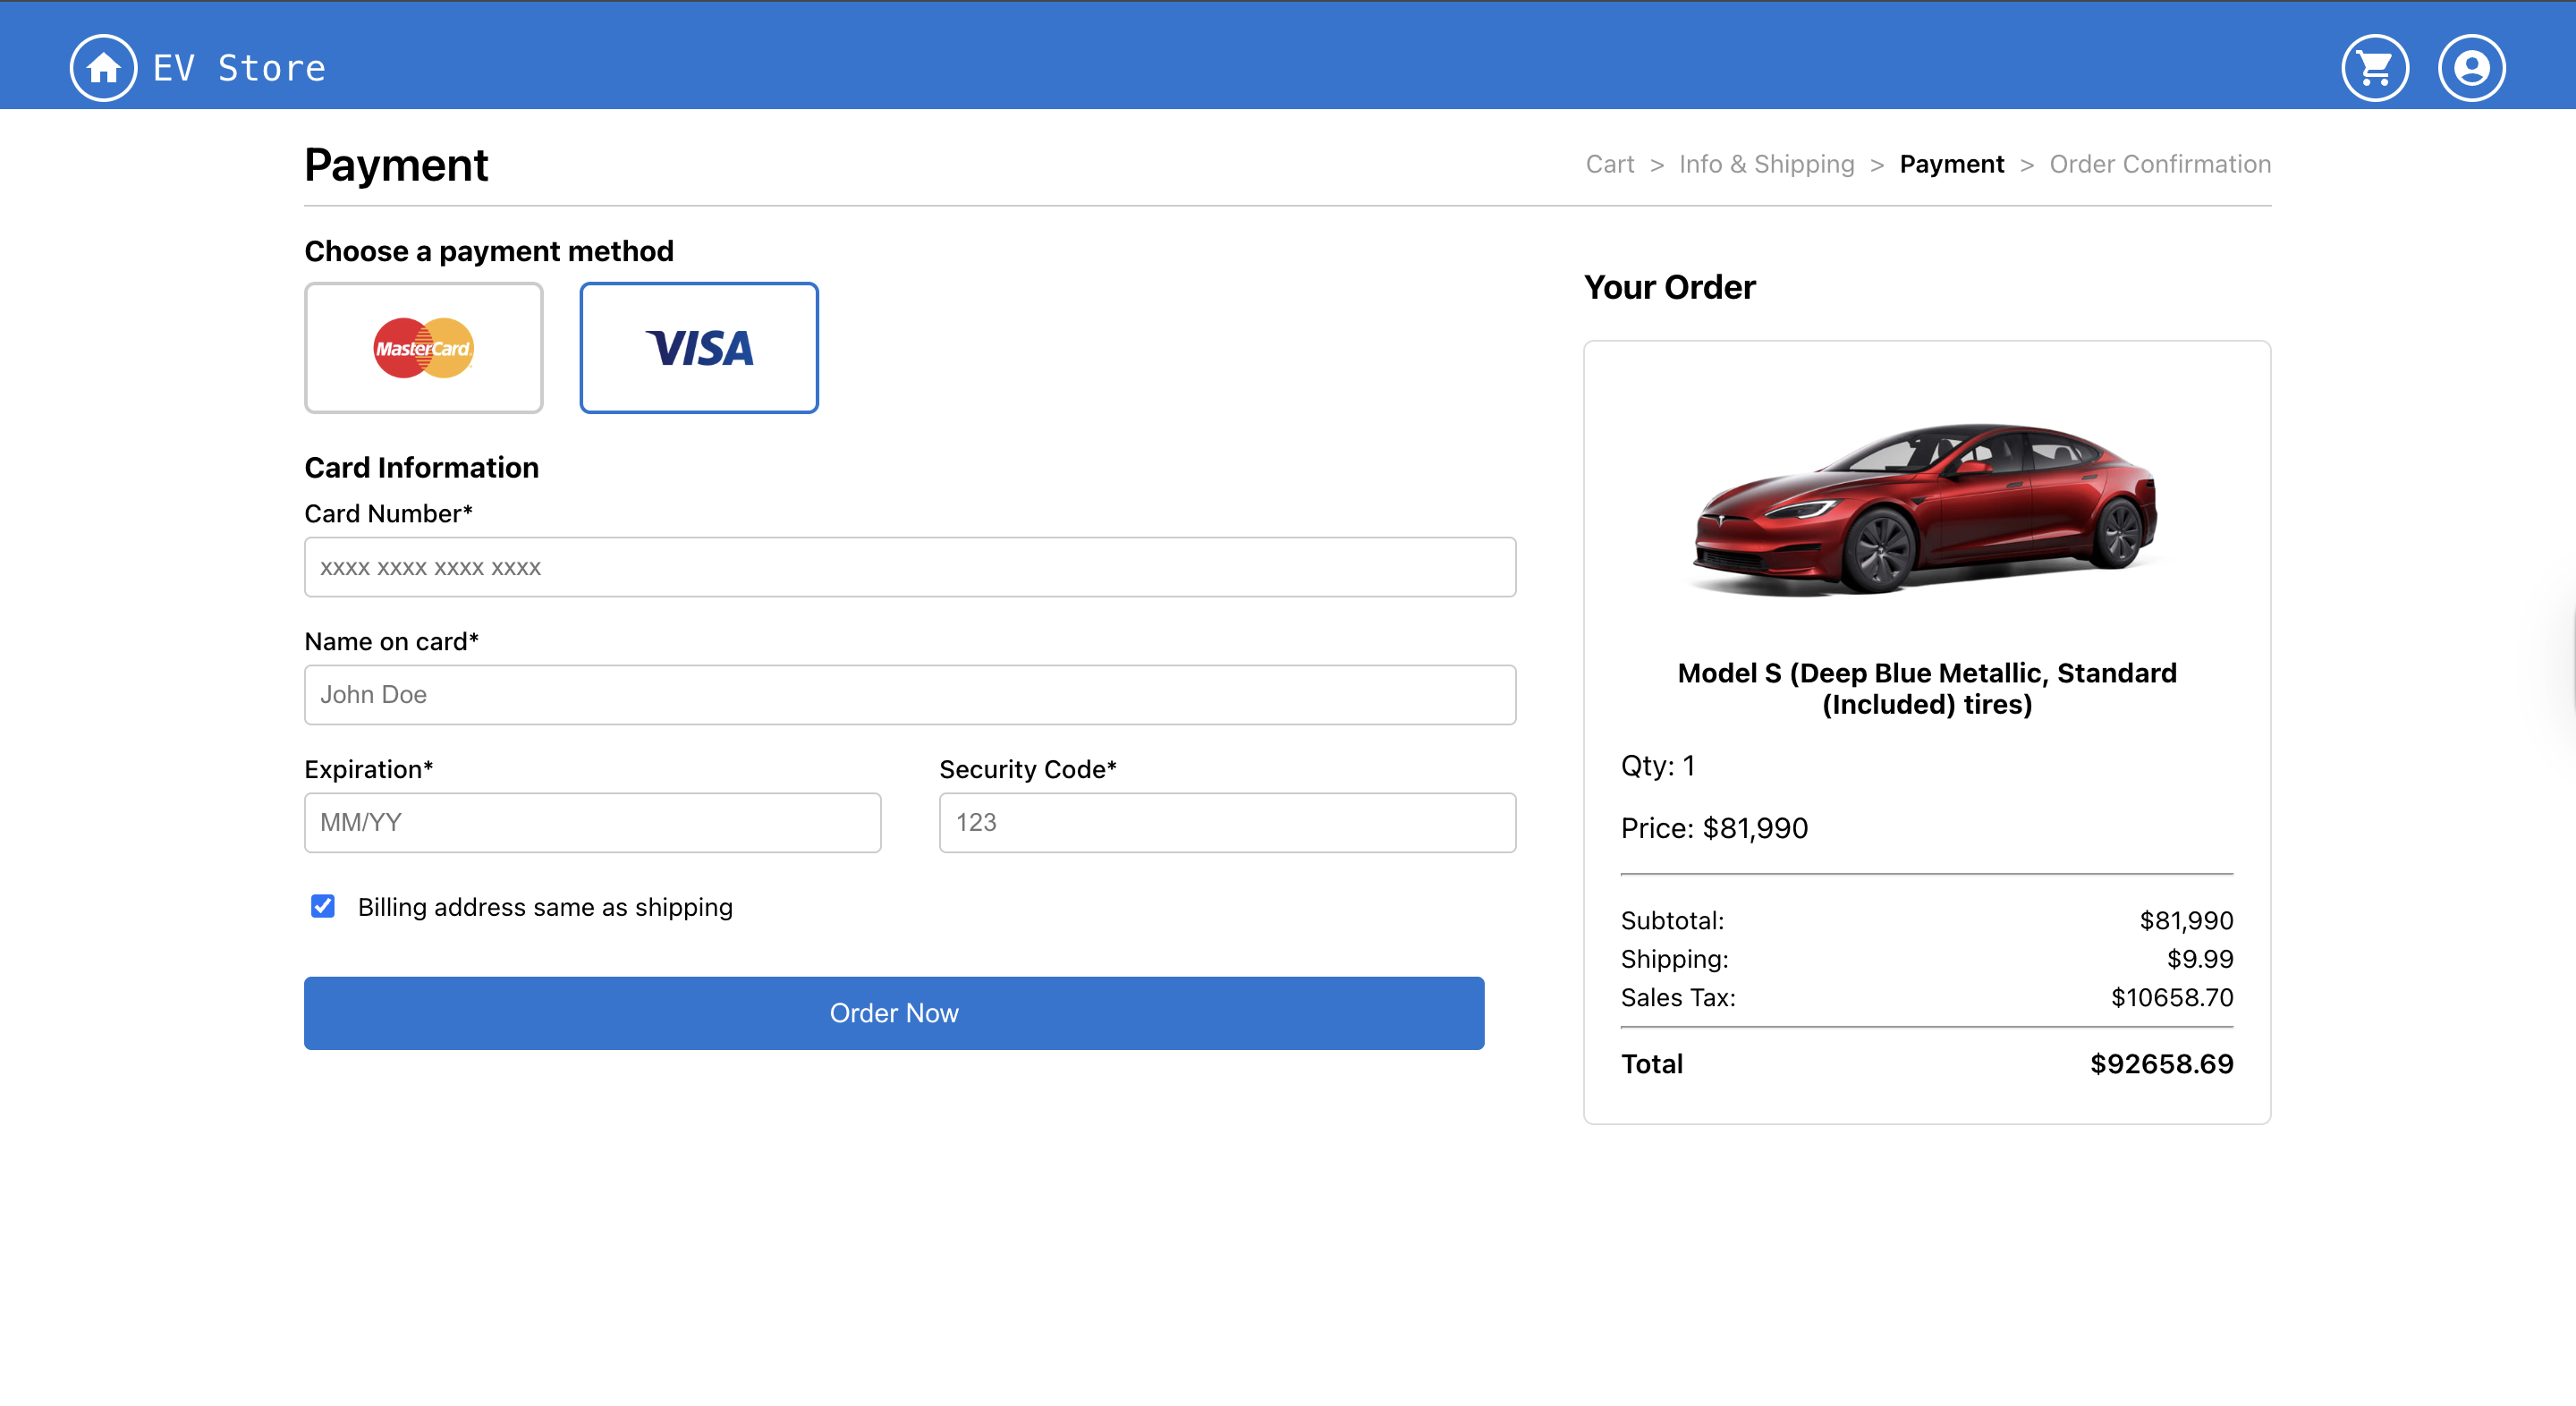 EV Store
Payment
Cart > Info & Shipping > Payment > Order Confirmation
Choose a payment method
MasterCard
VISA
Card Information
Card Number*
xxxx xxxx xxxx xxxx
Name on card*
John Doe
Expiration*
Security Code*
MM/YY
123
Billing address same as shipping
Order Now
Your Order
Model S (Deep Blue Metallic, Standard
(Included) tires)
Qty: 1
Price: $81,990
Subtotal: $81,990
Shipping: $9.99
Sales Tax: $10658.70
Total $92658.69